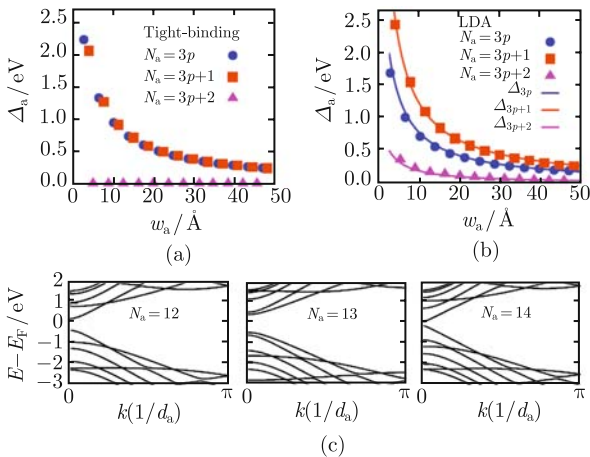 (a)
Tight-binding
Nₐ=3p
Nₐ=3p+1
Nₐ=3p+2
Δₐ/eV
2.5
2.0
1.5
1.0
0.5
0.0
0 10 20 30 40 50
wₐ/Å
(a)
(b)
LDA
Nₐ=3p
Nₐ=3p+1
Nₐ=3p+2
Δ₃ₚ
Δ₃ₚ₊₁
Δ₃ₚ₊₂
Δₐ/eV
2.5
2.0
1.5
1.0
0.5
0.0
0 10 20 30 40 50
wₐ/Å
(b)
E−E_F/eV
2
1
0
−1
−2
−3
Nₐ=12
Nₐ=13
Nₐ=14
0 π 0 π 0 π
k(1/dₐ) k(1/dₐ) k(1/dₐ)
(c)